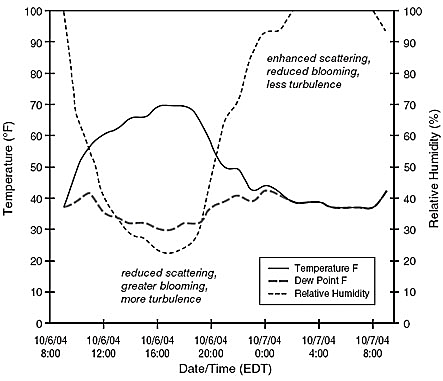 100
90
80
70
60
50
40
30
20
10
0
Temperature (°F)
100
90
80
70
60
50
40
30
20
10
0
Relative Humidity (%)
enhanced scattering,
reduced blooming,
less turbulence
reduced scattering,
greater blooming,
more turbulence
Temperature F
Dew Point F
Relative Humidity
10/6/04 10/6/04 10/6/04 10/6/04 10/7/04 10/7/04 10/7/04
8:00 12:00 16:00 20:00 0:00 4:00 8:00
Date/Time (EDT)